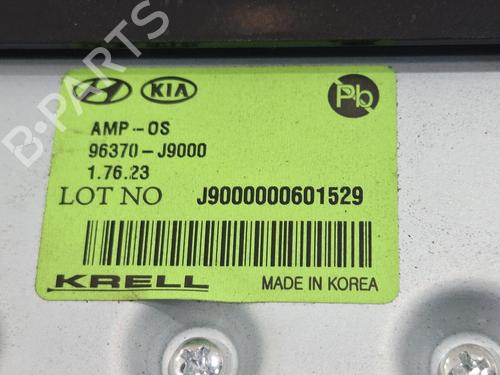 HYUNDAI KIA Pb
AMP-OS
96370-J9000
1.76.23
LOT NO J9000000601529
KRELL MADE IN KOREA
B-PARTS